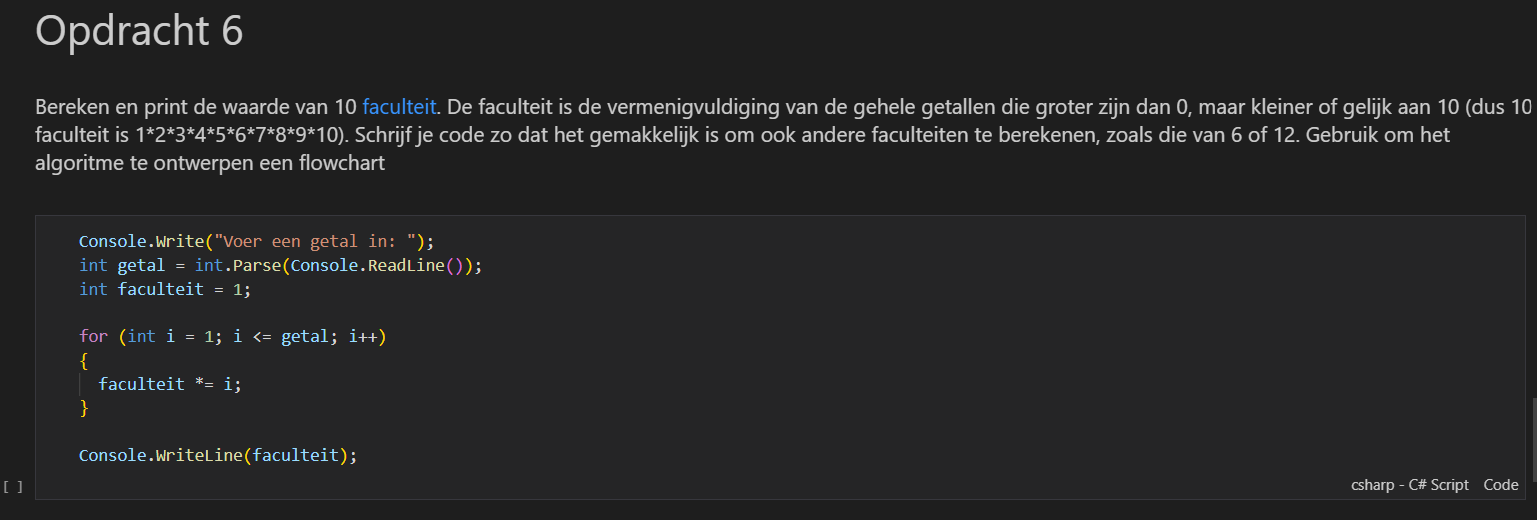 Opdracht 6
Bereken en print de waarde van 10 faculteit. De faculteit is de vermenigvuldiging van de gehele getallen die groter zijn dan 0, maar kleiner of gelijk aan 10 (dus 10
faculteit is 1*2*3*4*5*6*7*8*9*10). Schrijf je code zo dat het gemakkelijk is om ook andere faculteiten te berekenen, zoals die van 6 of 12. Gebruik om het
algoritme te ontwerpen een flowchart
Console.Write("Voer een getal in: ");
int getal = int.Parse(Console.ReadLine());
int faculteit = 1;
for (int i = 1; i <= getal; i++)
{
faculteit *= i;
}
Console.WriteLine(faculteit);
[ ]
csharp - C# Script Code